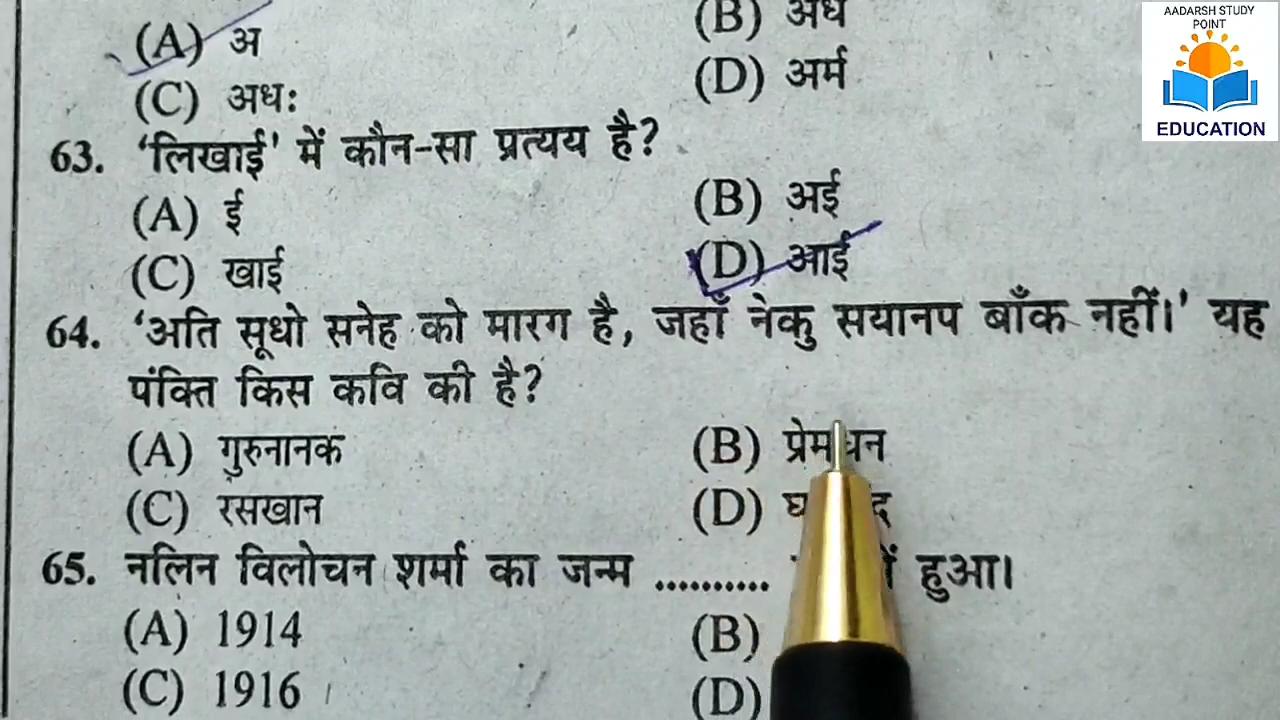 AADARSH STUDY
POINT
EDUCATION
(A) अ (B) अध
(C) अधः (D) अर्म
63. ‘लिखाई’ में कौन-सा प्रत्यय है?
(A) ई (B) अई
(C) खाई (D) आई
64. ‘अति सूधो सनेह को मारग है, जहाँ नेकु सयानप बाँक नहीं।’ यह
पंक्ति किस कवि की है?
(A) गुरुनानक (B)
(C) रसखान (D)
65. नलिन विलोचन शर्मा का जन्म .......... हुआ।
(A) 1914 (B)
(C) 1916 (D)